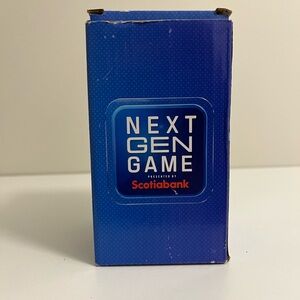 NEXT
GEN
GAME
PRESENTED BY
Scotiabank